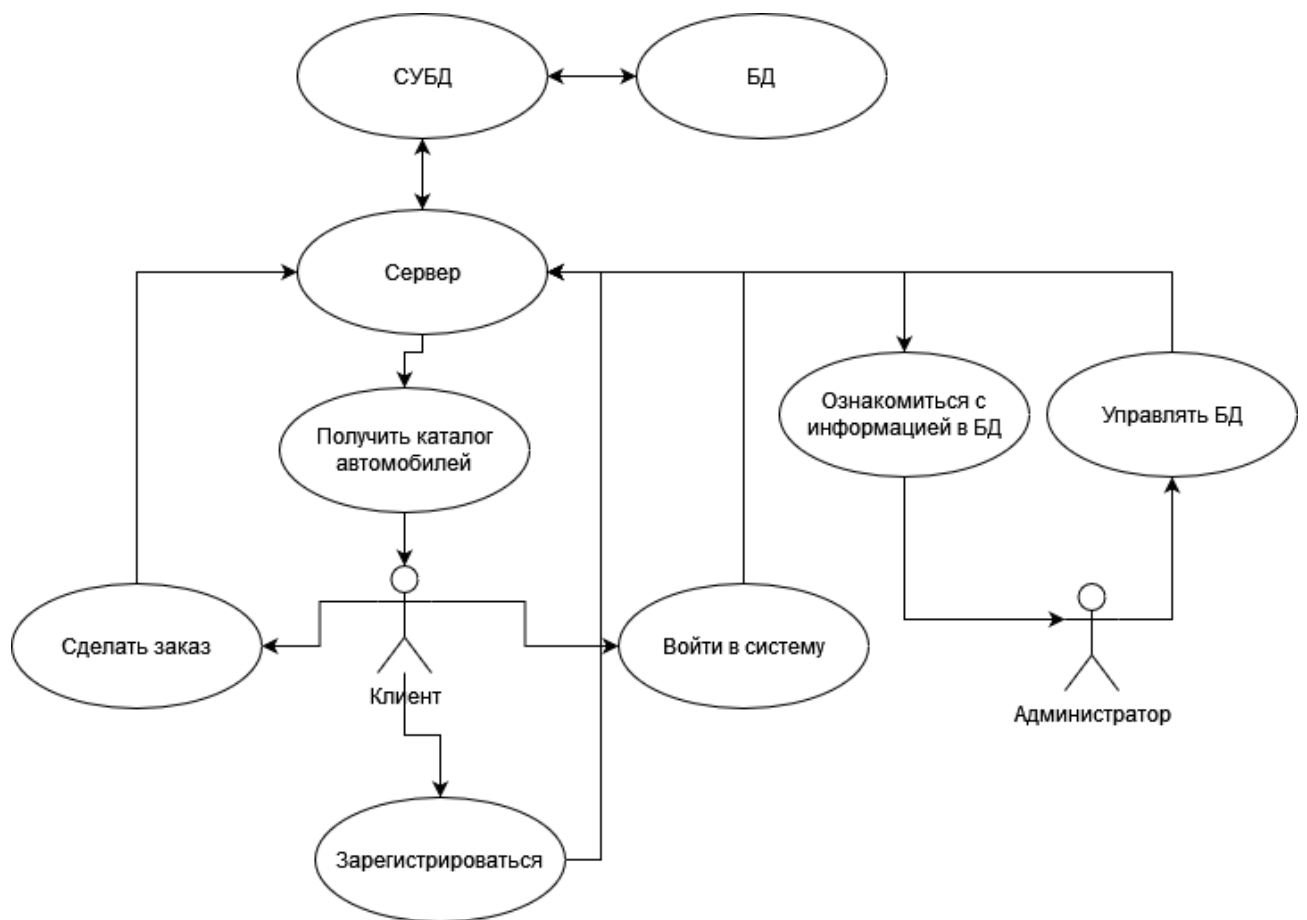 СУБД
БД
Сервер
Получить каталог
автомобилей
Ознакомиться с
информацией в БД
Управлять БД
Сделать заказ
Клиент
Войти в систему
Администратор
Зарегистрироваться